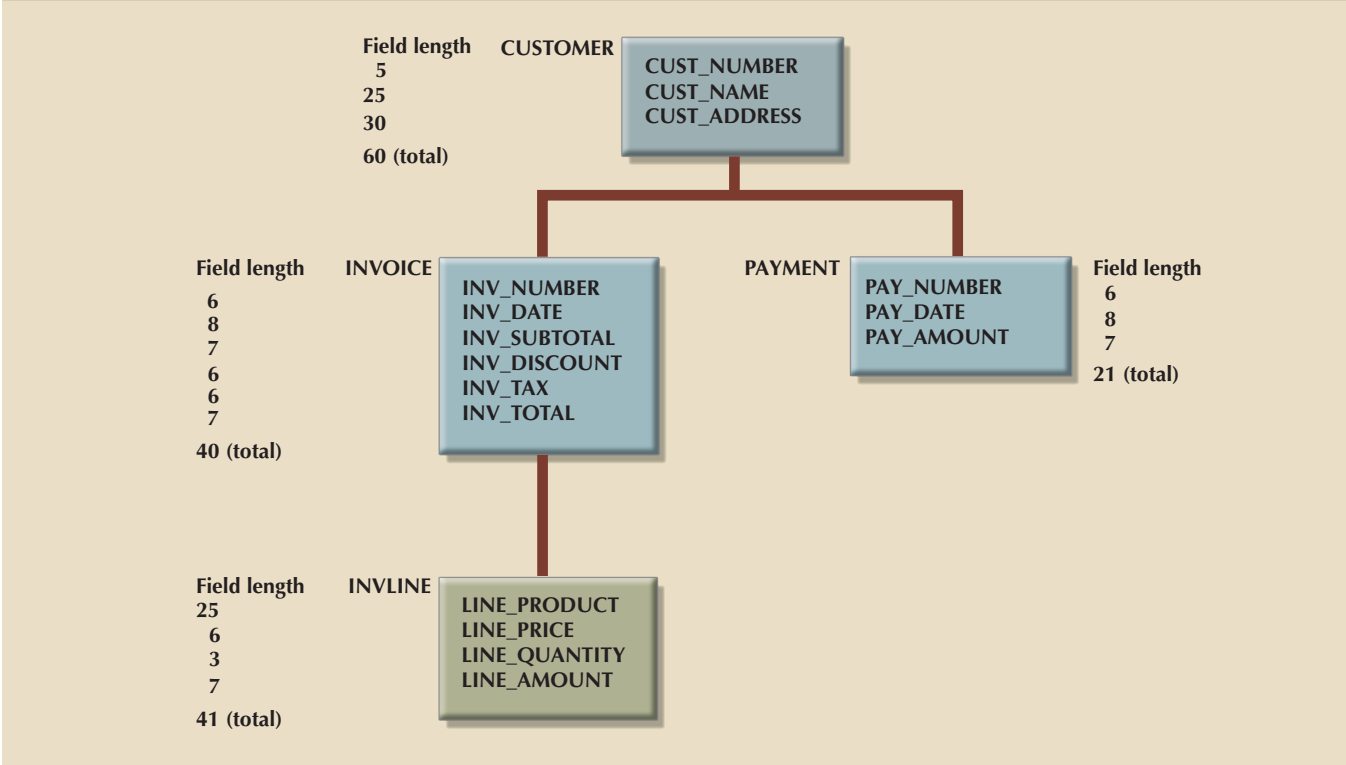 Field length
5
25
30
60 (total)
CUSTOMER
CUST_NUMBER
CUST_NAME
CUST_ADDRESS
Field length
6
8
7
6
6
7
40 (total)
INVOICE
INV_NUMBER
INV_DATE
INV_SUBTOTAL
INV_DISCOUNT
INV_TAX
INV_TOTAL
PAYMENT
PAY_NUMBER
PAY_DATE
PAY_AMOUNT
Field length
6
8
7
21 (total)
Field length
25
6
3
7
41 (total)
INVLINE
LINE_PRODUCT
LINE_PRICE
LINE_QUANTITY
LINE_AMOUNT